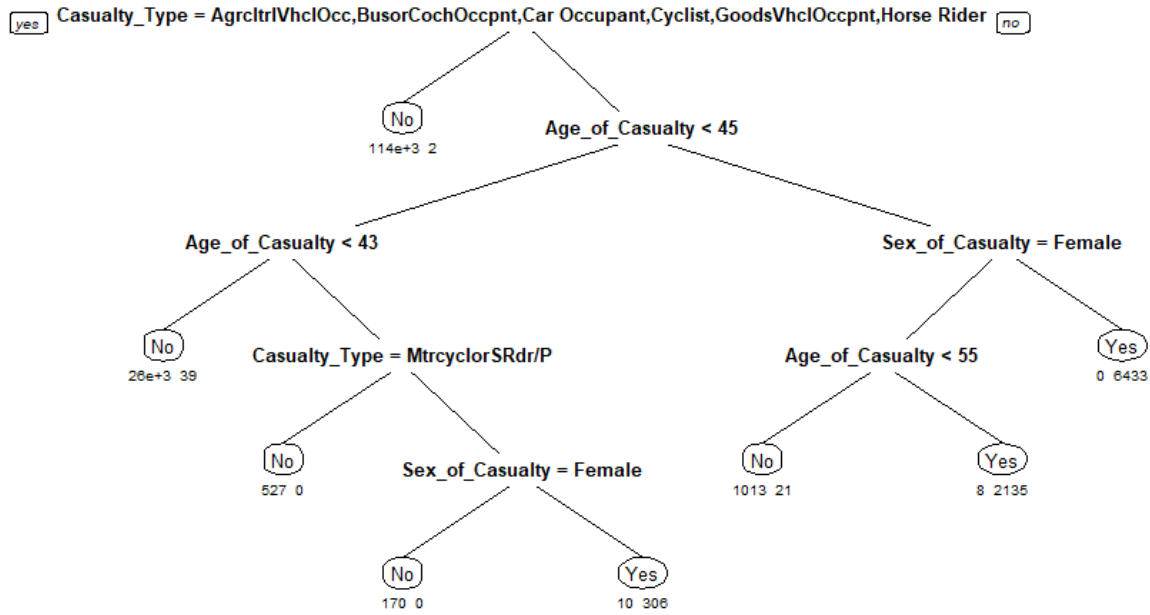 yes Casualty_Type = AgrcltrlVhclOcc,BusorCochOccpnt,Car Occupant,Cyclist,GoodsVhclOccpnt,Horse Rider no
No
114e+3 2
Age_of_Casualty < 45
Age_of_Casualty < 43
Sex_of_Casualty = Female
No
26e+3 39
Casualty_Type = MtrcyclorSRdr/P
Age_of_Casualty < 55
Yes
0 6433
No
527 0
Sex_of_Casualty = Female
No
1013 21
Yes
8 2135
No
170 0
Yes
10 306